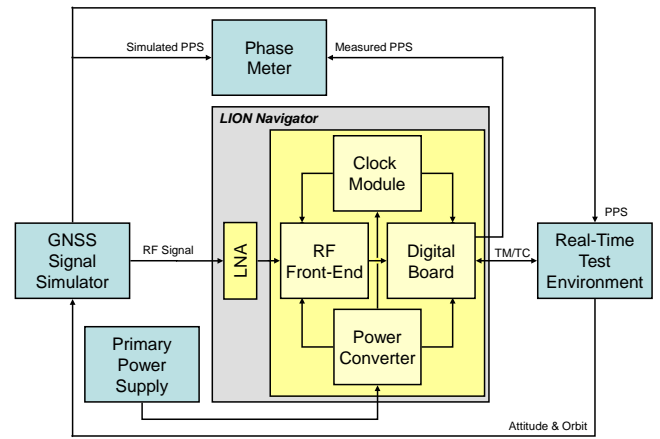 Simulated PPS
Phase
Meter
Measured PPS
LION Navigator
Clock
Module
PPS
GNSS
Signal
Simulator
RF Signal
LNA
RF
Front-End
Digital
Board
TM/TC
Real-Time
Test
Environment
Primary
Power
Supply
Power
Converter
Attitude & Orbit